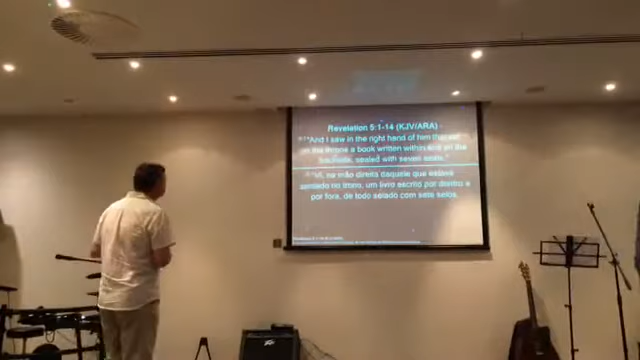 Revelation 5:1-14 (KJV/ARA)
"And I saw in the right hand of him that sat
on the throne a book written within and on the
backside, sealed with seven seals."
"Vi, na mão direita daquele que estava
sentado no trono, um livro escrito por dentro e
por fora, de todo selado com sete selos.